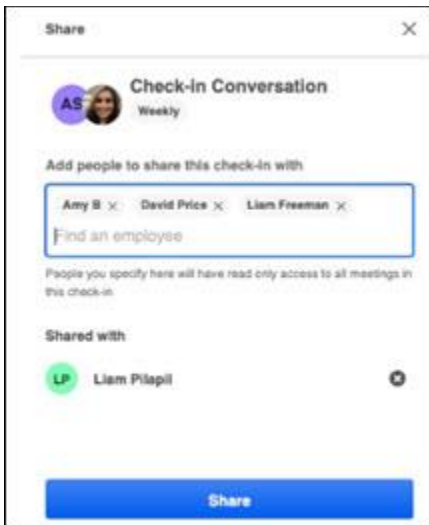 Share
AS
Check-in Conversation
Weekly
Add people to share this check-in with
Amy B × David Price × Liam Freeman ×
Find an employee
People you specify here will have read only access to all meetings in
this check-in
Shared with
LP Liam Pilapil
Share